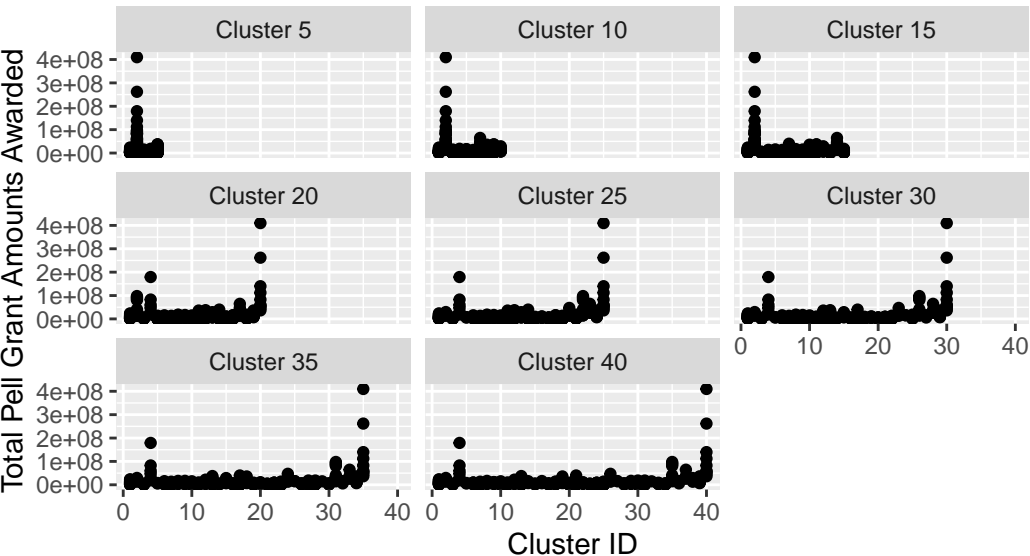 Total Pell Grant Amounts Awarded
Cluster 5
Cluster 10
Cluster 15
4e+08
3e+08
2e+08
1e+08
0e+00
Cluster 20
Cluster 25
Cluster 30
4e+08
3e+08
2e+08
1e+08
0e+00
0 10 20 30 40
Cluster 35
Cluster 40
4e+08
3e+08
2e+08
1e+08
0e+00
0 10 20 30 40
0 10 20 30 40
Cluster ID